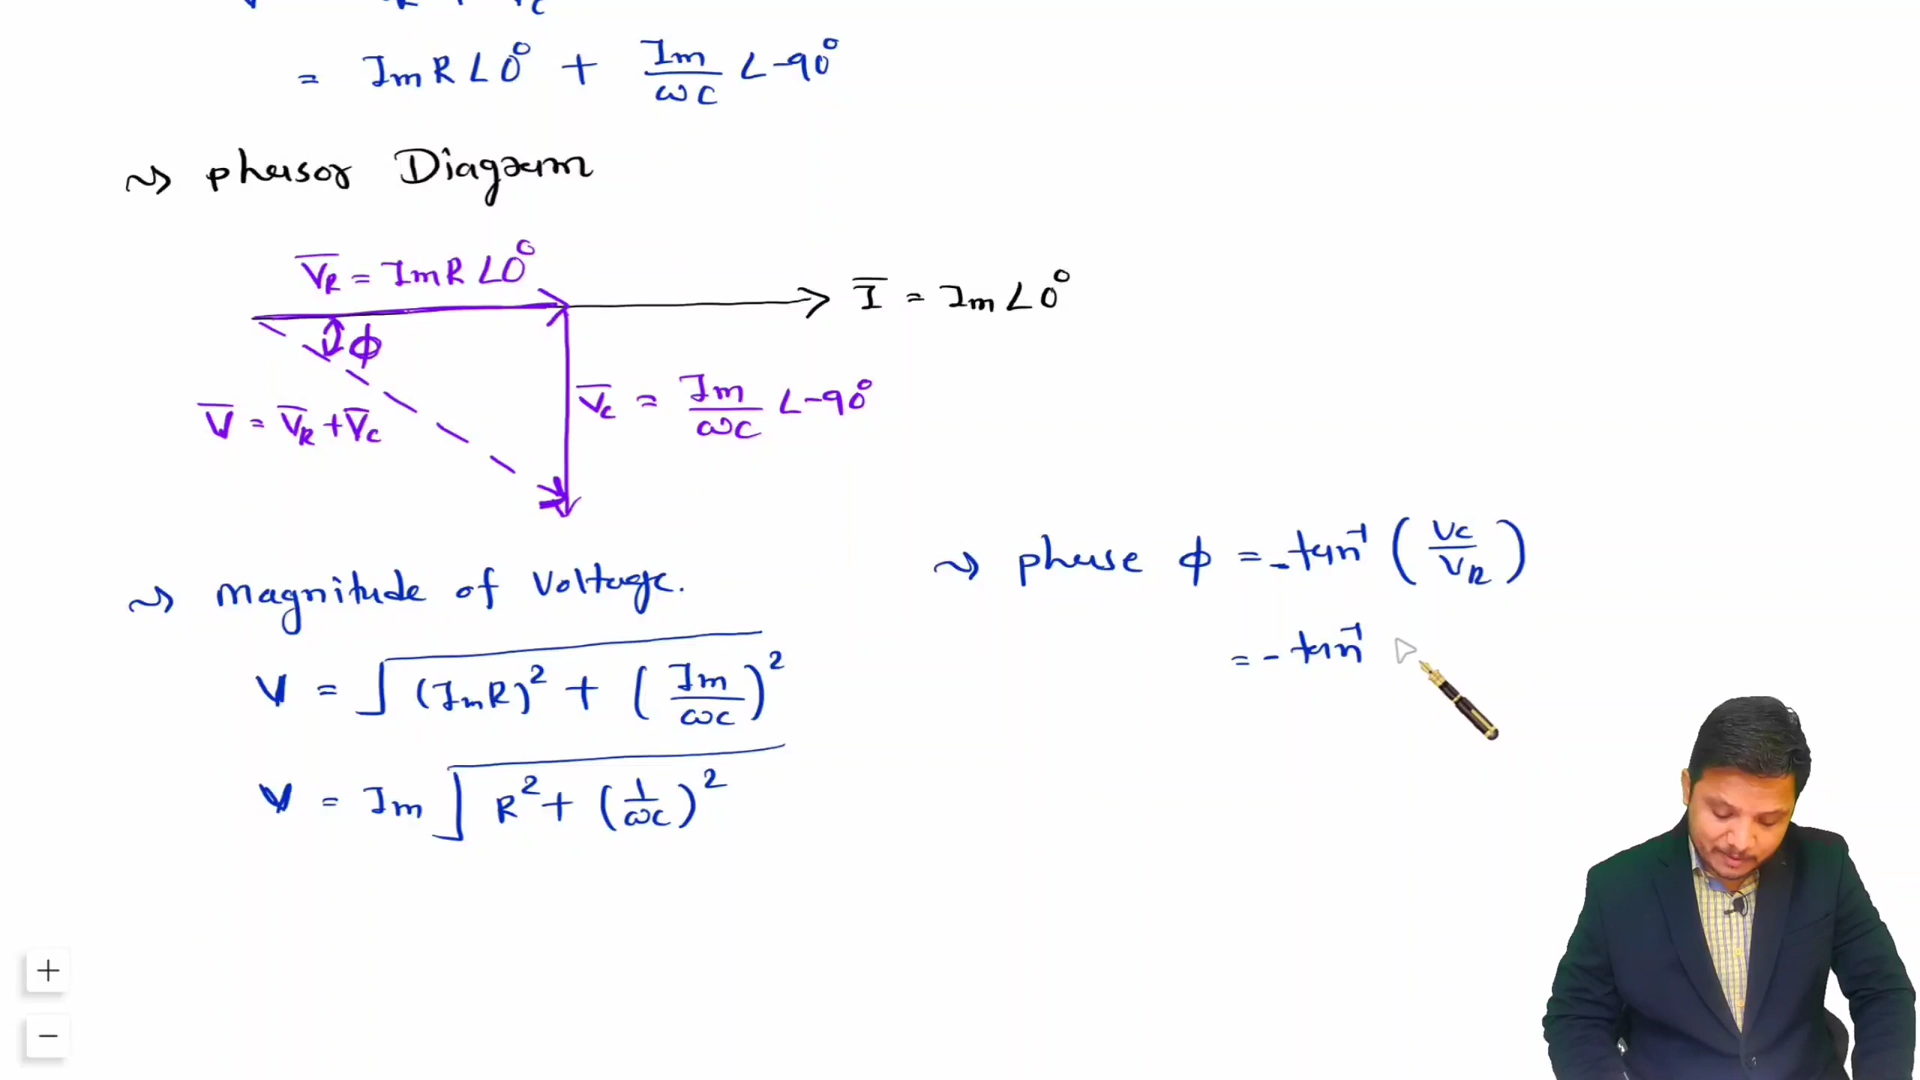 = ImR∠0° + Im/ωC ∠-90°
⤳ phasor Diagram
V̅R = ImR∠0°
I̅ = Im∠0°
ϕ
V̅ = V̅R + V̅C
V̅C = Im/ωC ∠-90°
⤳ magnitude of voltage.
V = √((ImR)² + (Im/ωC)²)
V = Im √(R² + (1/ωC)²)
⤳ phase ϕ = -tan⁻¹ (VC/VR)
= -tan⁻¹
+
−